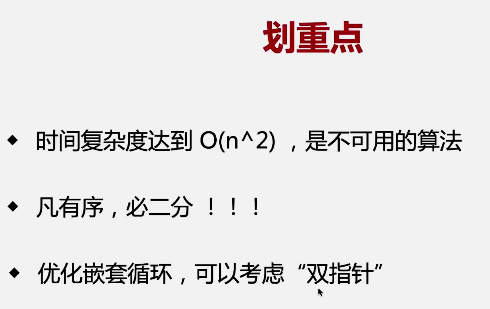 划重点
◆ 时间复杂度达到 O(n^2) ，是不可用的算法
◆ 凡有序，必二分 ！！！
◆ 优化嵌套循环，可以考虑“双指针”